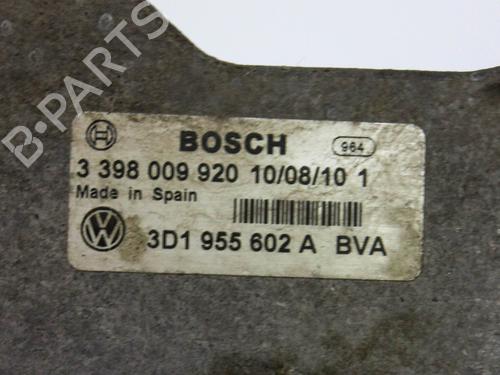 BOSCH 964
3 398 009 920 10/08/10 1
Made in Spain
3D1 955 602 A BVA
B-PARTS